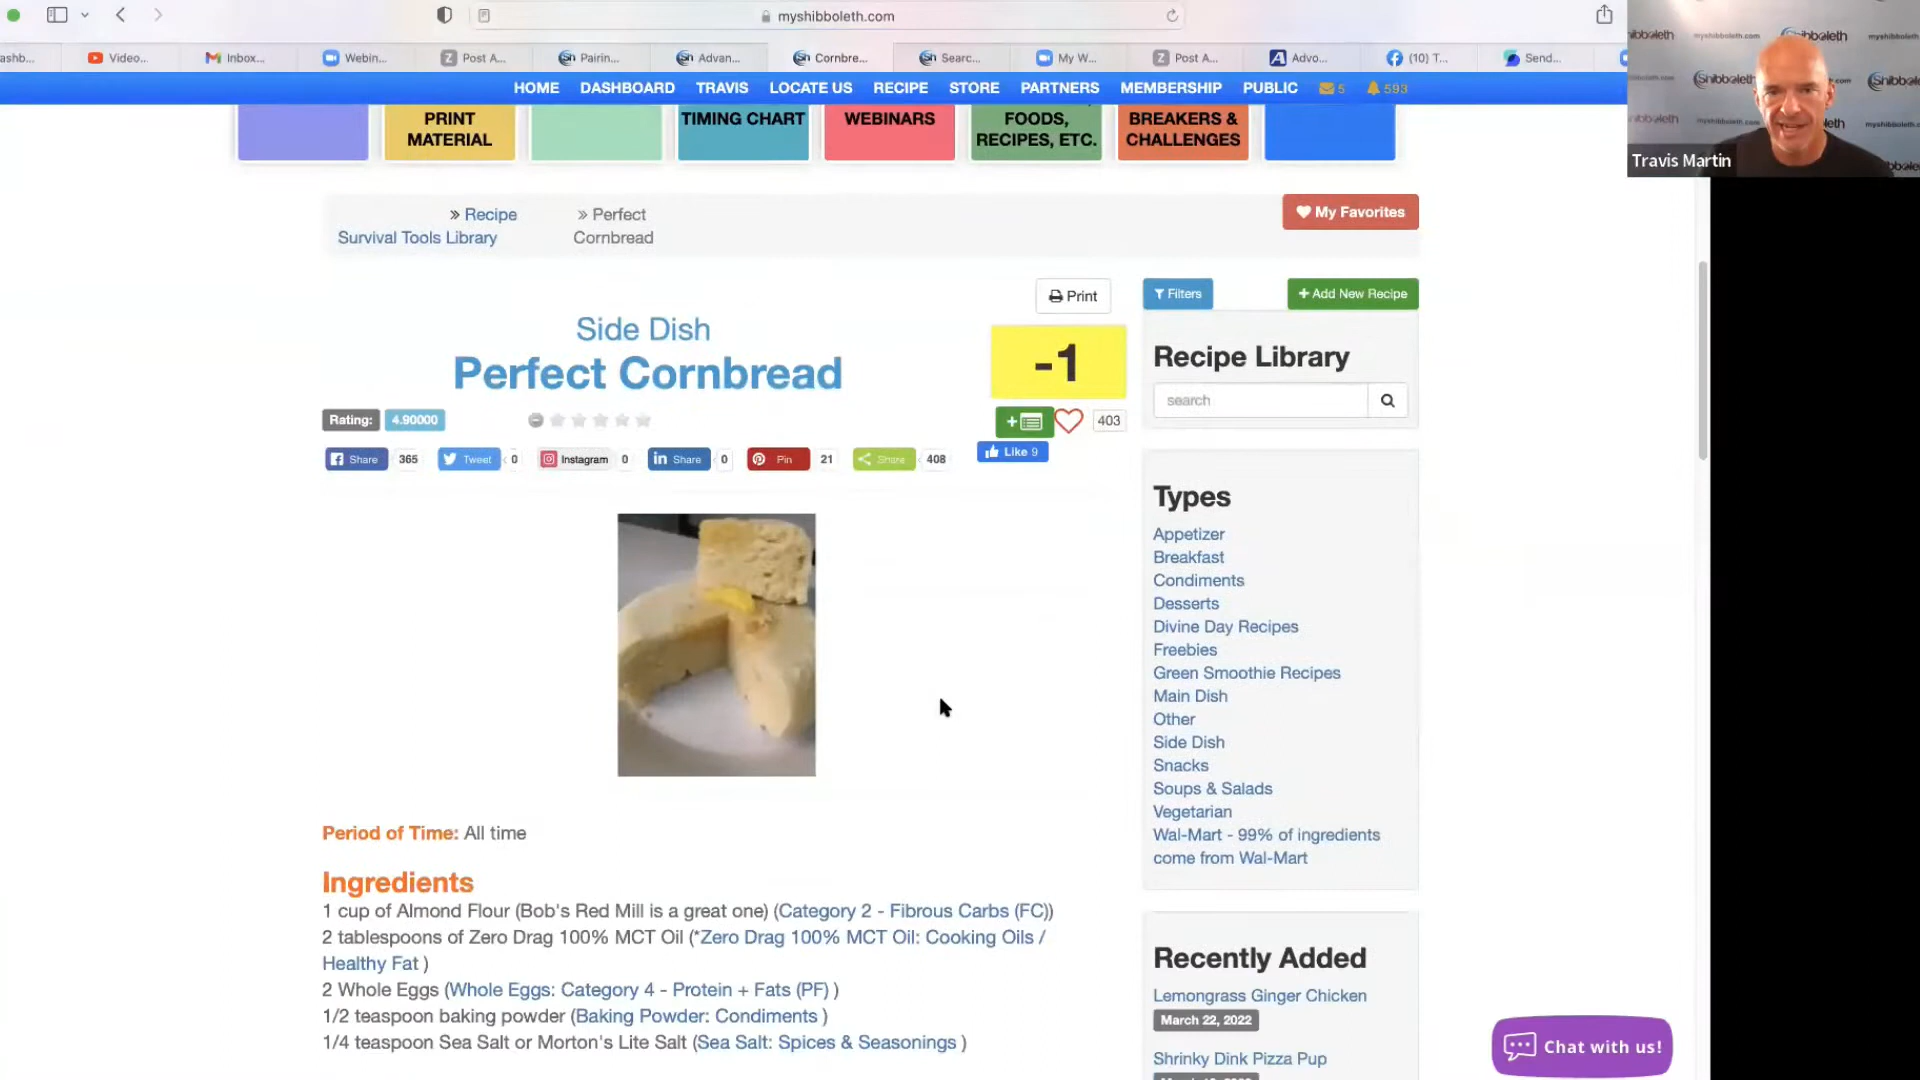 myshibboleth.com
ashb...
Video...
Inbox...
Webin...
Post A...
Pairin...
Advan...
Cornbre...
Searc...
My W...
Post A...
Advo...
(10) T...
Send...
HOME DASHBOARD TRAVIS LOCATE US RECIPE STORE PARTNERS MEMBERSHIP PUBLIC 5 593
PRINT
MATERIAL
TIMING CHART
WEBINARS
FOODS,
RECIPES, ETC.
BREAKERS &
CHALLENGES
Shibboleth
myshibboleth.com
Travis Martin
» Recipe
Survival Tools Library
» Perfect
Cornbread
My Favorites
Print
Side Dish
Perfect Cornbread
-1
Rating: 4.90000
+
403
Share 365
Tweet 0
Instagram 0
in Share 0
Pin 21
Share 408
Like 9
Period of Time: All time
Ingredients
1 cup of Almond Flour (Bob's Red Mill is a great one) (Category 2 - Fibrous Carbs (FC))
2 tablespoons of Zero Drag 100% MCT Oil (*Zero Drag 100% MCT Oil: Cooking Oils /
Healthy Fat )
2 Whole Eggs (Whole Eggs: Category 4 - Protein + Fats (PF) )
1/2 teaspoon baking powder (Baking Powder: Condiments )
1/4 teaspoon Sea Salt or Morton's Lite Salt (Sea Salt: Spices & Seasonings )
Filters
+ Add New Recipe
Recipe Library
search
Types
Appetizer
Breakfast
Condiments
Desserts
Divine Day Recipes
Freebies
Green Smoothie Recipes
Main Dish
Other
Side Dish
Snacks
Soups & Salads
Vegetarian
Wal-Mart - 99% of ingredients
come from Wal-Mart
Recently Added
Lemongrass Ginger Chicken
March 22, 2022
Shrinky Dink Pizza Pup
Chat with us!